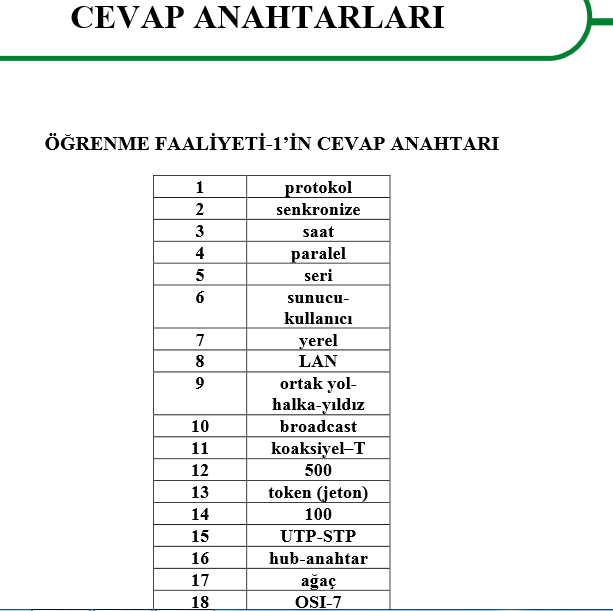 CEVAP ANAHTARLARI
ÖĞRENME FAALİYETİ-1’İN CEVAP ANAHTARI
1 protokol
2 senkronize
3 saat
4 paralel
5 seri
6 sunucu-
kullanıcı
7 yerel
8 LAN
9 ortak yol-
halka-yıldız
10 broadcast
11 koaksiyel–T
12 500
13 token (jeton)
14 100
15 UTP-STP
16 hub-anahtar
17 ağaç
18 OSI-7